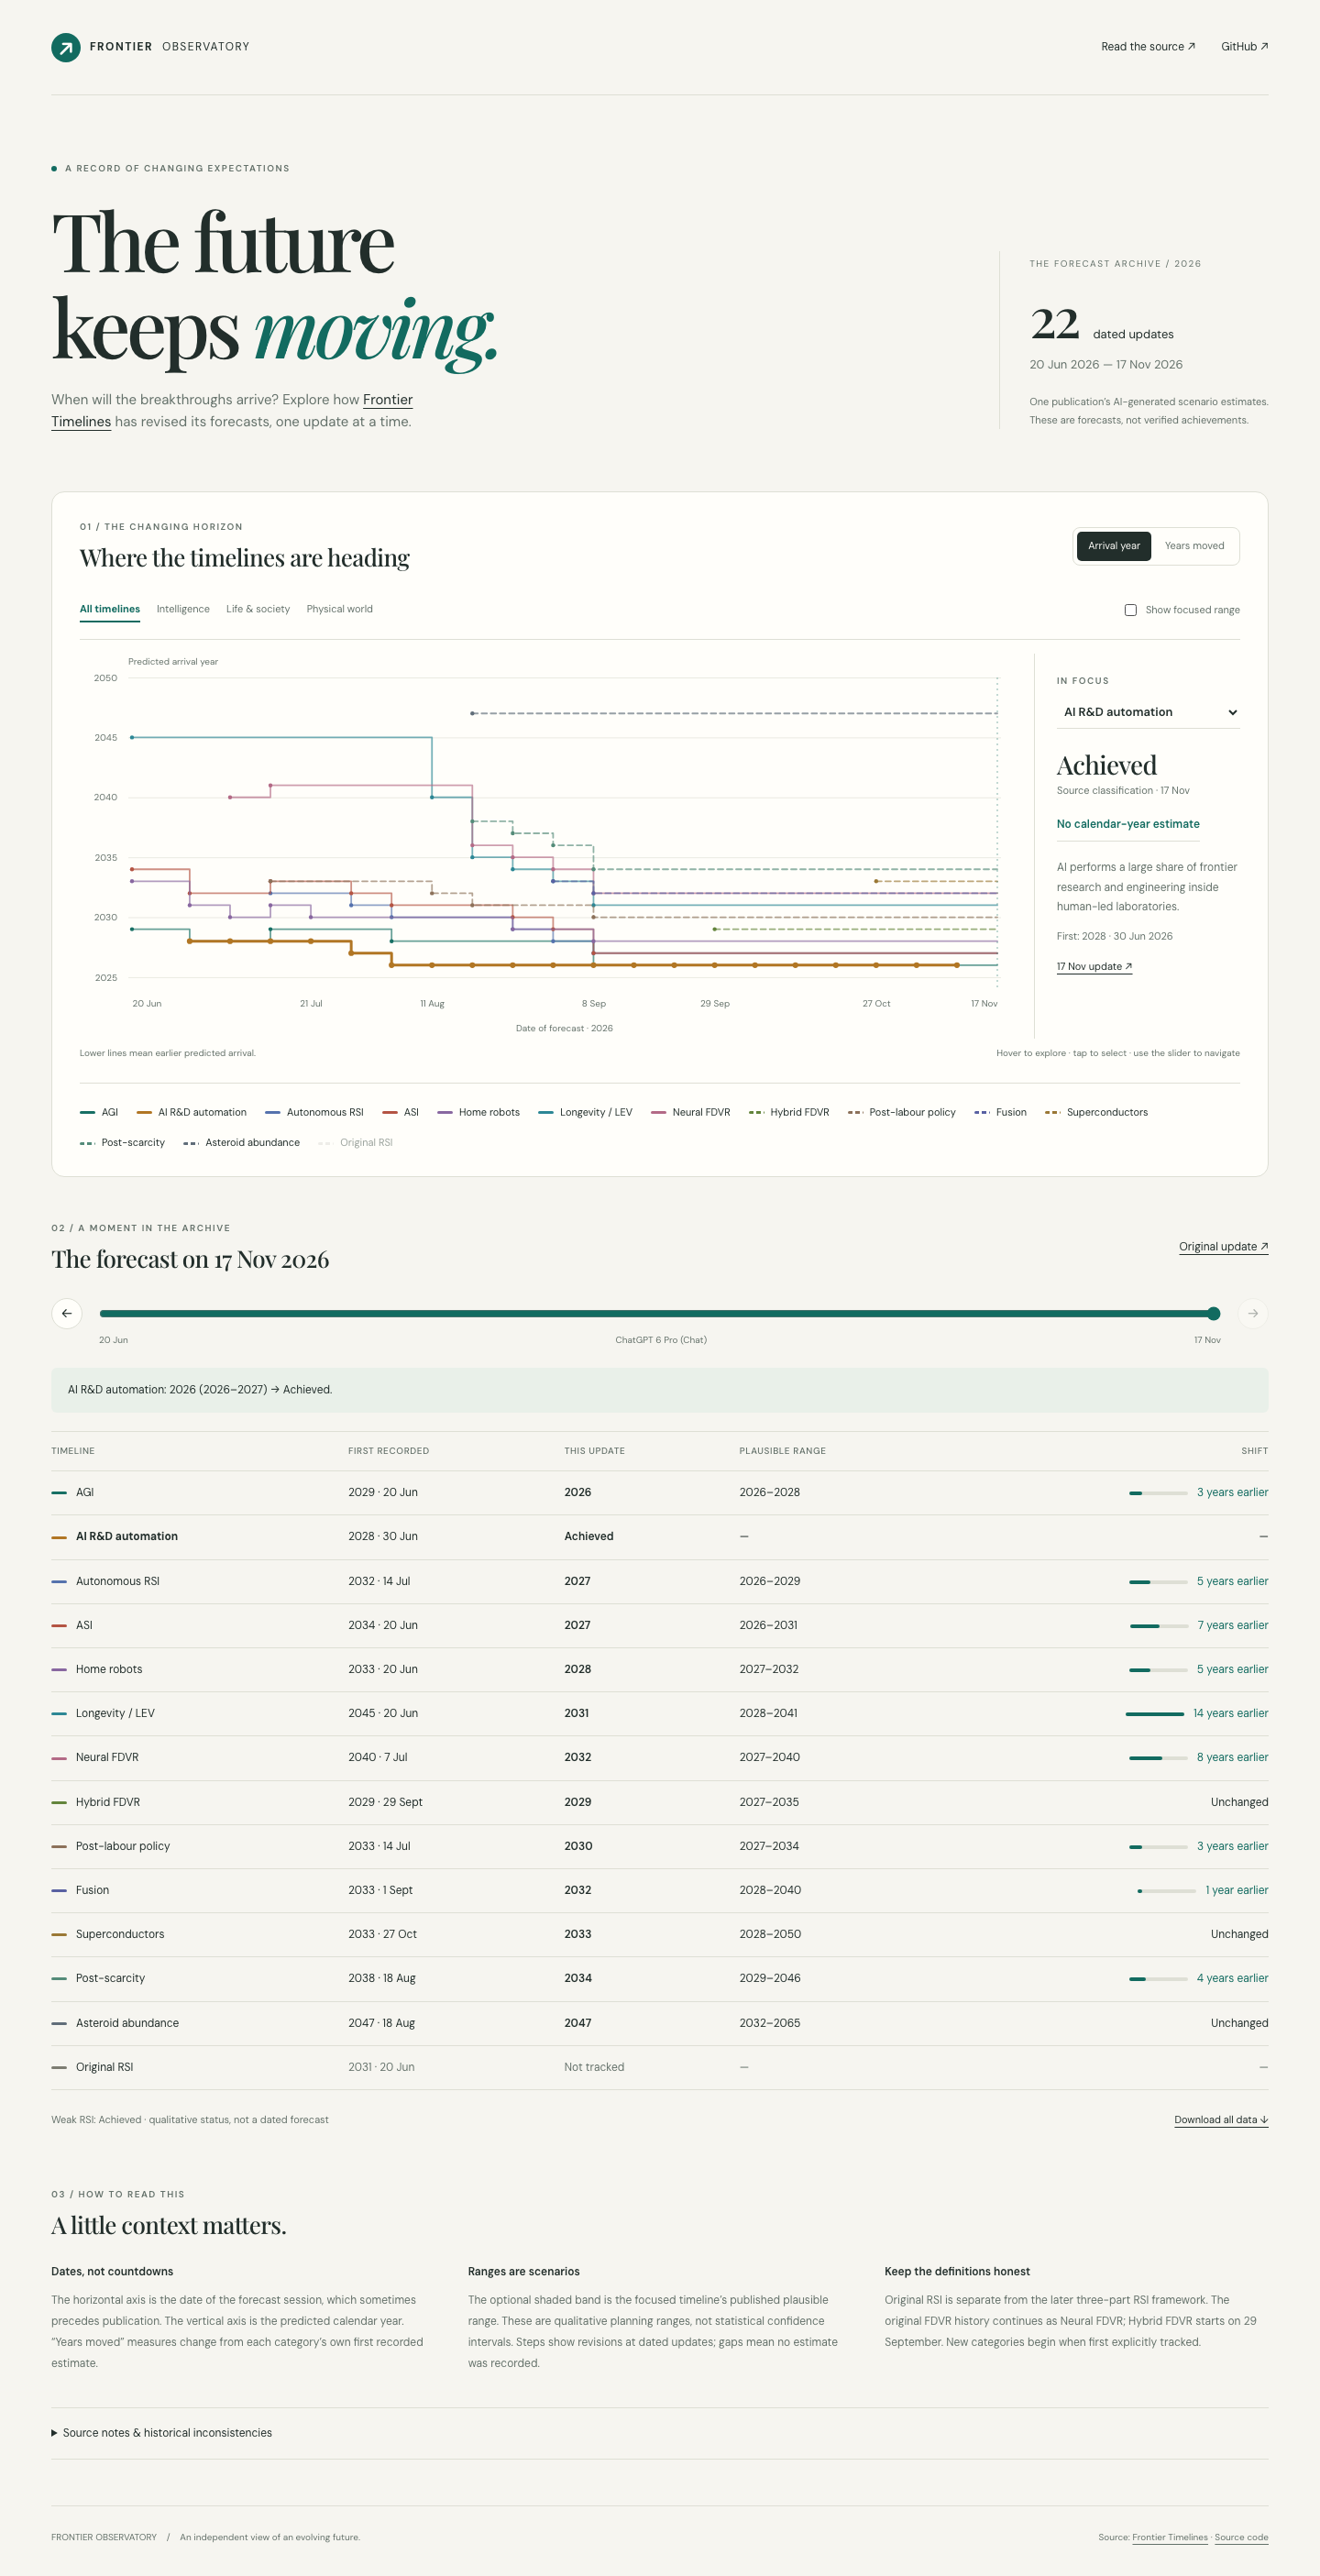 FRONTIER OBSERVATORY
Read the source ↗ GitHub ↗
A RECORD OF CHANGING EXPECTATIONS
The future
keeps moving.
When will the breakthroughs arrive? Explore how Frontier
Timelines has revised its forecasts, one update at a time.
THE FORECAST ARCHIVE / 2026
22 dated updates
20 Jun 2026 — 17 Nov 2026
One publication's AI-generated scenario estimates.
These are forecasts, not verified achievements.
01 / THE CHANGING HORIZON
Where the timelines are heading
Arrival year Years moved
All timelines Intelligence Life & society Physical world
Show focused range
Predicted arrival year
2050
2045
2040
2035
2030
2025
20 Jun 21 Jul 11 Aug 8 Sep 29 Sep 27 Oct 17 Nov
Date of forecast · 2026
IN FOCUS
AI R&D automation
Achieved
Source classification · 17 Nov
No calendar-year estimate
AI performs a large share of frontier
research and engineering inside
human-led laboratories.
First: 2028 · 30 Jun 2026
17 Nov update ↗
Lower lines mean earlier predicted arrival.
Hover to explore · tap to select · use the slider to navigate
AGI AI R&D automation Autonomous RSI ASI Home robots Longevity / LEV Neural FDVR Hybrid FDVR Post-labour policy Fusion Superconductors
Post-scarcity Asteroid abundance Original RSI
02 / A MOMENT IN THE ARCHIVE
The forecast on 17 Nov 2026
Original update ↗
← →
20 Jun ChatGPT 6 Pro (Chat) 17 Nov
AI R&D automation: 2026 (2026–2027) → Achieved.
TIMELINE FIRST RECORDED THIS UPDATE PLAUSIBLE RANGE SHIFT
AGI 2029 · 20 Jun 2026 2026–2028 3 years earlier
AI R&D automation 2028 · 30 Jun Achieved — —
Autonomous RSI 2032 · 14 Jul 2027 2026–2029 5 years earlier
ASI 2034 · 20 Jun 2027 2026–2031 7 years earlier
Home robots 2033 · 20 Jun 2028 2027–2032 5 years earlier
Longevity / LEV 2045 · 20 Jun 2031 2028–2041 14 years earlier
Neural FDVR 2040 · 7 Jul 2032 2027–2040 8 years earlier
Hybrid FDVR 2029 · 29 Sept 2029 2027–2035 Unchanged
Post-labour policy 2033 · 14 Jul 2030 2027–2034 3 years earlier
Fusion 2033 · 1 Sept 2032 2028–2040 1 year earlier
Superconductors 2033 · 27 Oct 2033 2028–2050 Unchanged
Post-scarcity 2038 · 18 Aug 2034 2029–2046 4 years earlier
Asteroid abundance 2047 · 18 Aug 2047 2032–2065 Unchanged
Original RSI 2031 · 20 Jun Not tracked — —
Weak RSI: Achieved · qualitative status, not a dated forecast
Download all data ↓
03 / HOW TO READ THIS
A little context matters.
Dates, not countdowns
The horizontal axis is the date of the forecast session, which sometimes
precedes publication. The vertical axis is the predicted calendar year.
"Years moved" measures change from each category's own first recorded
estimate.
Ranges are scenarios
The optional shaded band is the focused timeline's published plausible
range. These are qualitative planning ranges, not statistical confidence
intervals. Steps show revisions at dated updates; gaps mean no estimate
was recorded.
Keep the definitions honest
Original RSI is separate from the later three-part RSI framework. The
original FDVR history continues as Neural FDVR; Hybrid FDVR starts on 29
September. New categories begin when first explicitly tracked.
▶ Source notes & historical inconsistencies
FRONTIER OBSERVATORY / An independent view of an evolving future.
Source: Frontier Timelines · Source code